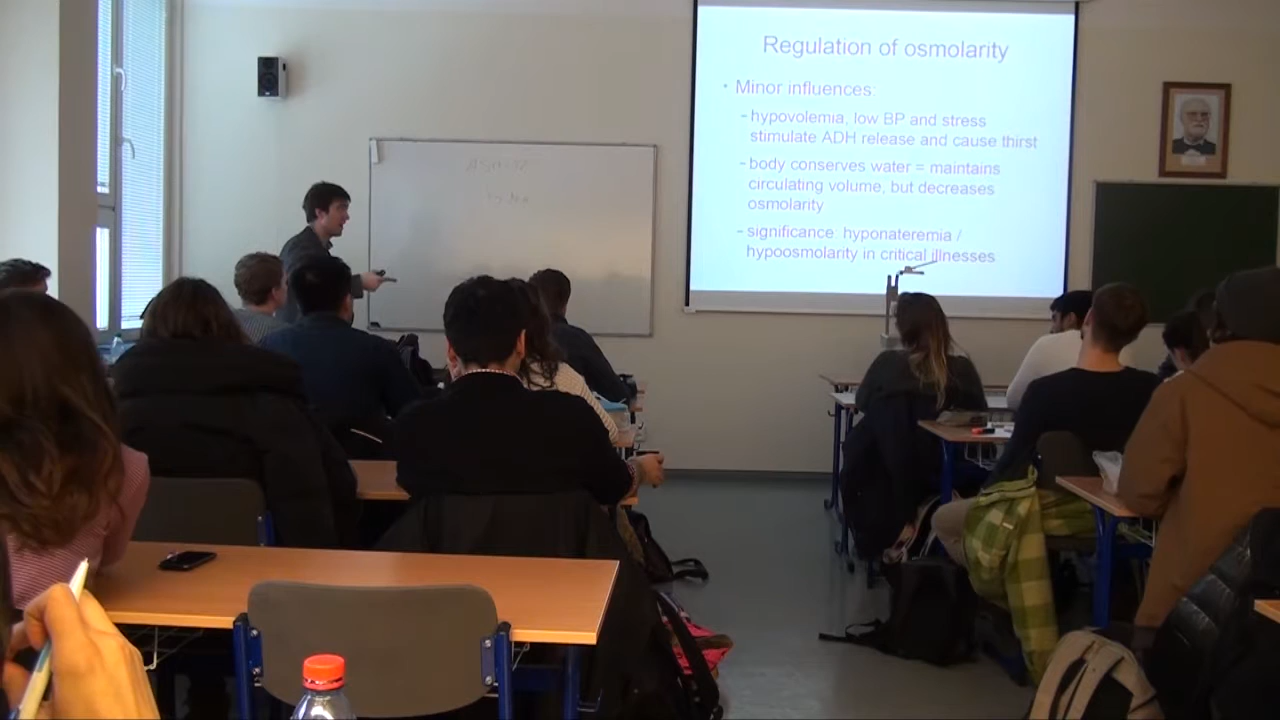 Regulation of osmolarity
• Minor influences:
– hypovolemia, low BP and stress
stimulate ADH release and cause thirst
– body conserves water = maintains
circulating volume, but decreases
osmolarity
– significance: hyponateremia /
hypoosmolarity in critical illnesses